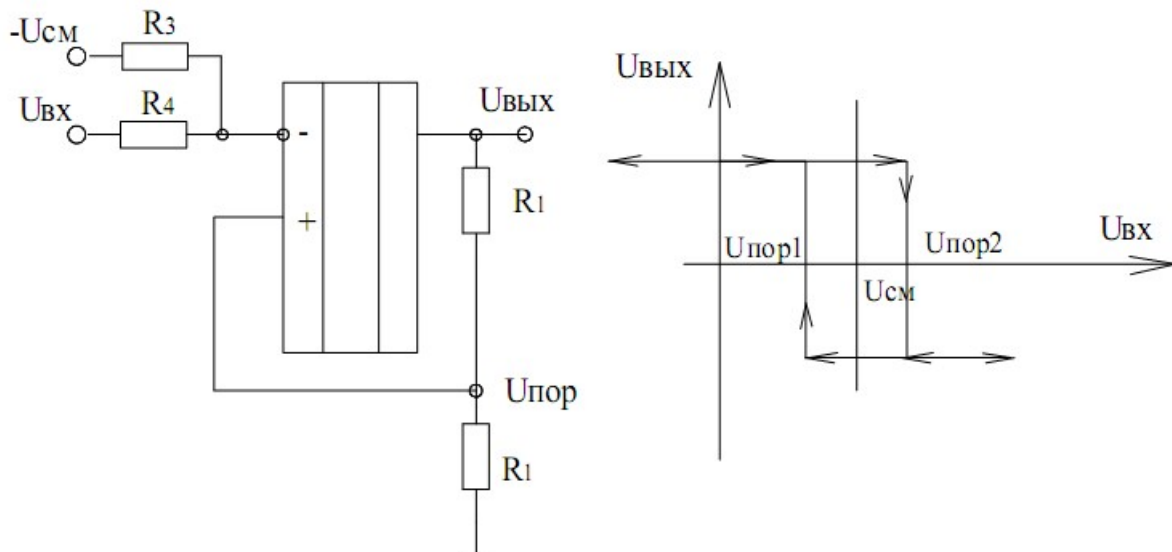 -Uсм
R3
Uвх
R4
-
+
Uвых
R1
Uпор
R1
Uвых
Uпор1
Uпор2
Uвх
Uсм